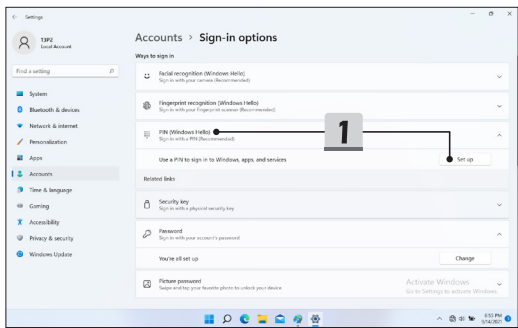 Settings
13P2
Local Account
Find a setting
System
Bluetooth & devices
Network & internet
Personalization
Apps
Accounts
Time & language
Gaming
Accessibility
Privacy & security
Windows Update
Accounts > Sign-in options
Ways to sign in
Facial recognition (Windows Hello)
Sign in with your camera (Recommended)
Fingerprint recognition (Windows Hello)
Sign in with your fingerprint scanner (Recommended)
PIN (Windows Hello)
Sign in with a PIN (Recommended)
1
Use a PIN to sign in to Windows, apps, and services
Set up
Related links
Security key
Sign in with a physical security key
Password
Sign in with your account's password
You're all set up
Change
Picture password
Swipe and tap your favorite photo to unlock your device
Activate Windows
Go to Settings to activate Windows.
6:55 PM
9/14/2021